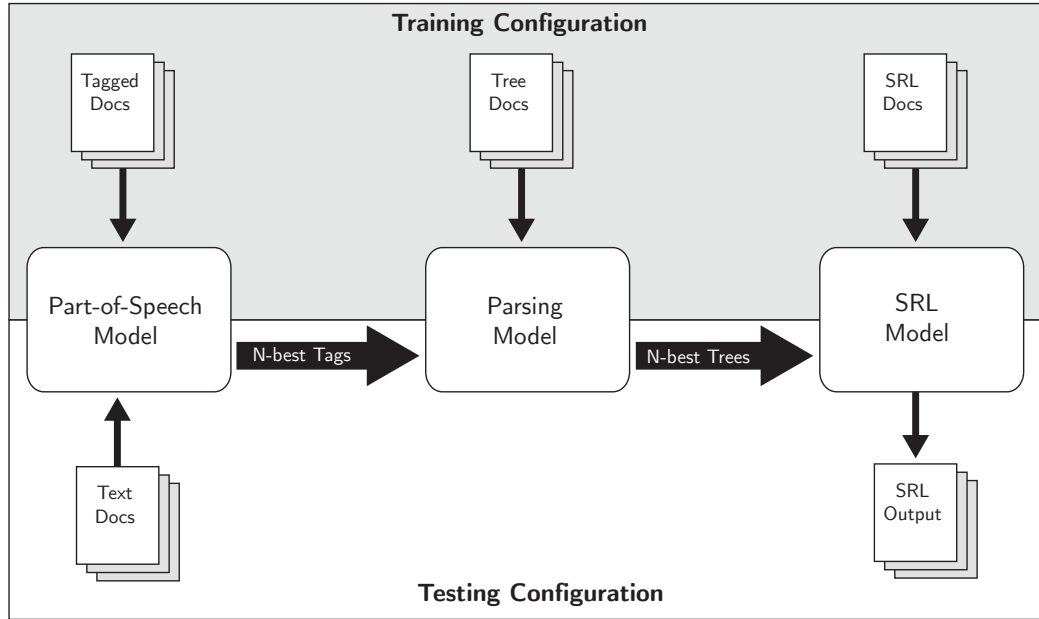 Training Configuration
Tagged
Docs
Tree
Docs
SRL
Docs
Part-of-Speech
Model
Parsing
Model
SRL
Model
N-best Tags
N-best Trees
Text
Docs
SRL
Output
Testing Configuration